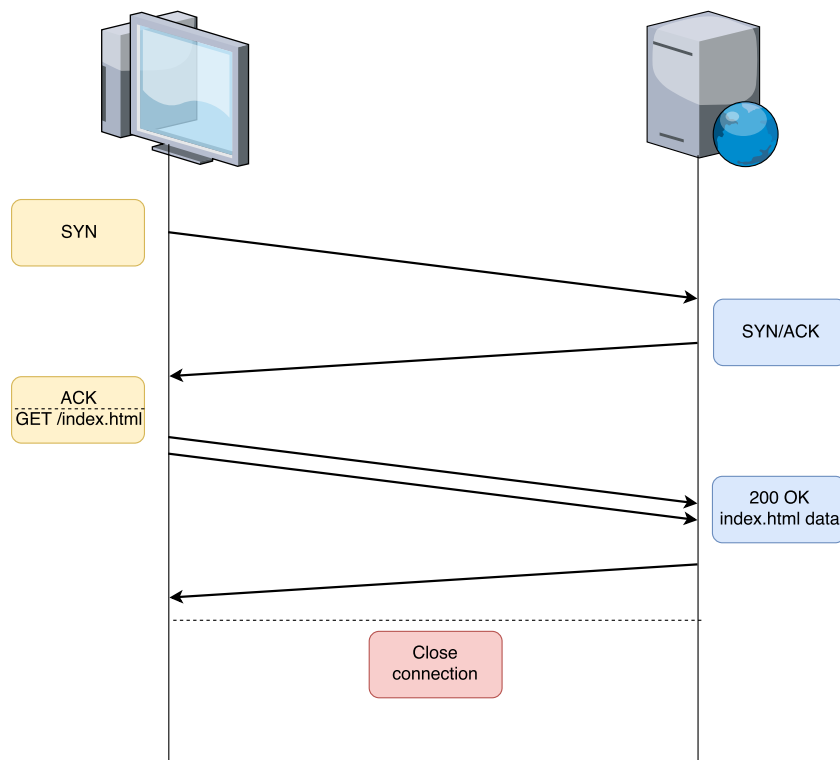 SYN
SYN/ACK
ACK
GET /index.html
200 OK
index.html data
Close
connection